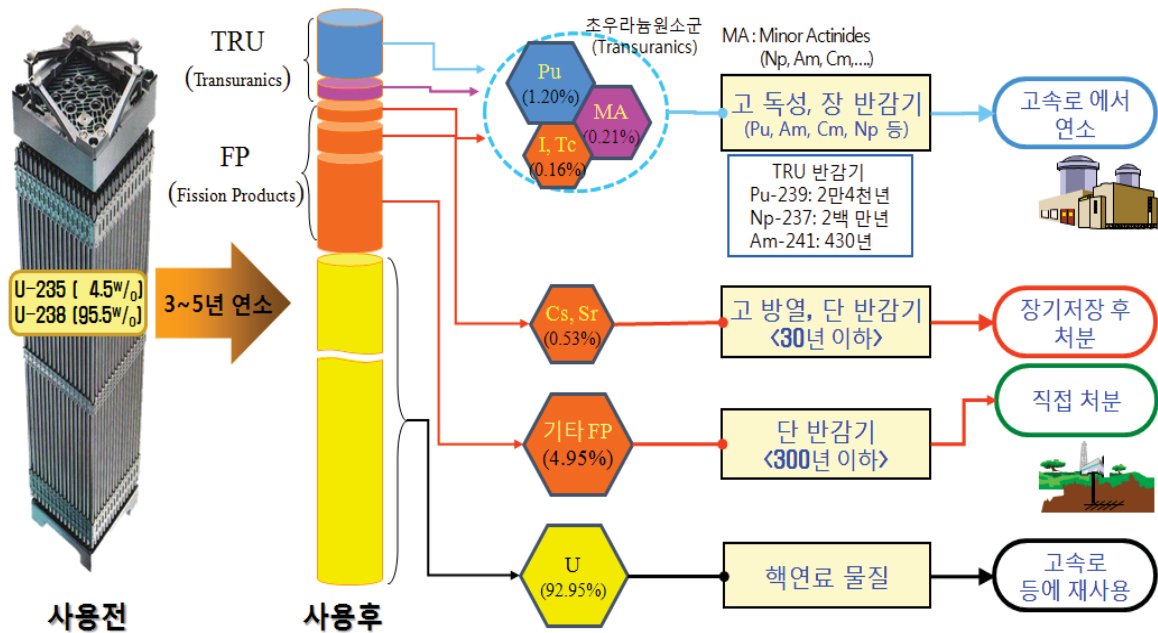 TRU
(Transuranics)
FP
(Fission Products)
U-235 ( 4.5w/o)
U-238 (95.5w/o)
3~5년 연소
사용전
사용후
초우라늄원소군
(Transuranics)
Pu
(1.20%)
MA
(0.21%)
I, Tc
(0.16%)
MA : Minor Actinides
(Np, Am, Cm,....)
고 독성, 장 반감기
(Pu, Am, Cm, Np 등)
고속로 에서
연소
TRU 반감기
Pu-239: 2만4천년
Np-237: 2백 만년
Am-241: 430년
Cs, Sr
(0.53%)
고 방열, 단 반감기
<30년 이하>
장기저장 후
처분
기타 FP
(4.95%)
단 반감기
<300년 이하>
직접 처분
U
(92.95%)
핵연료 물질
고속로
등에 재사용